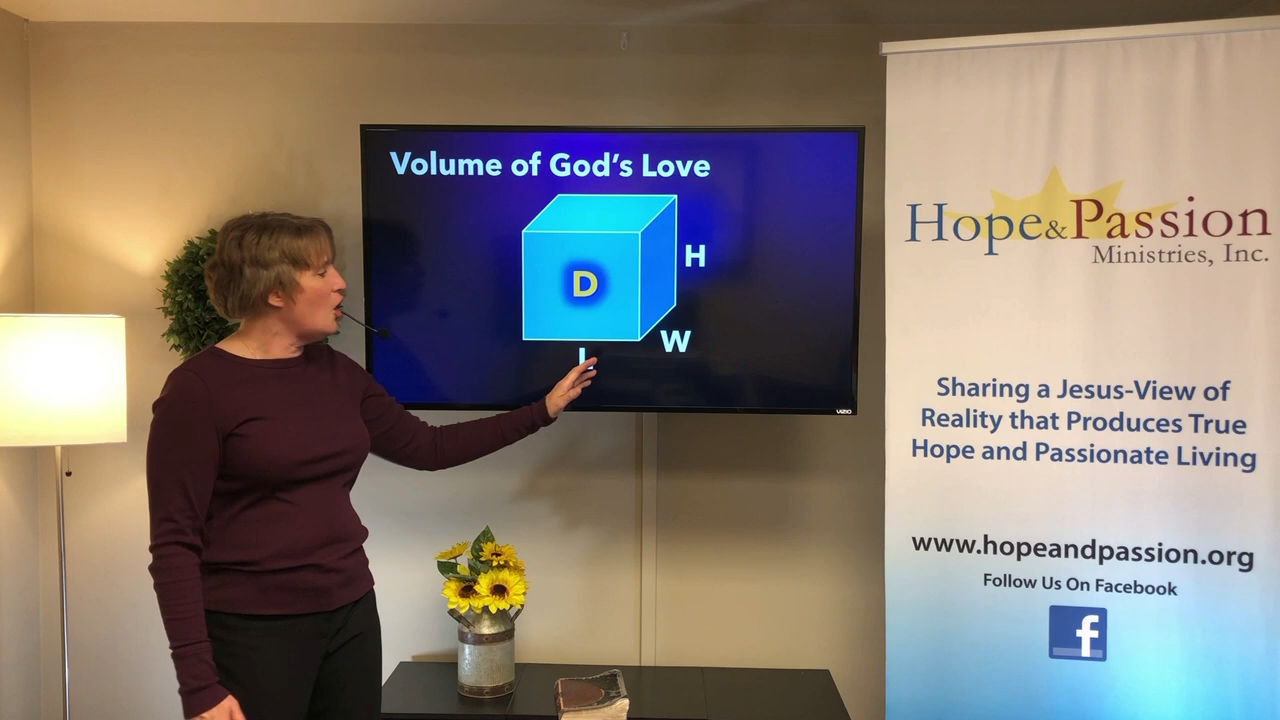 Volume of God's Love
D
H
W
L
VIZIO
Hope&Passion
Ministries, Inc.
Sharing a Jesus-View of
Reality that Produces True
Hope and Passionate Living
www.hopeandpassion.org
Follow Us On Facebook
f